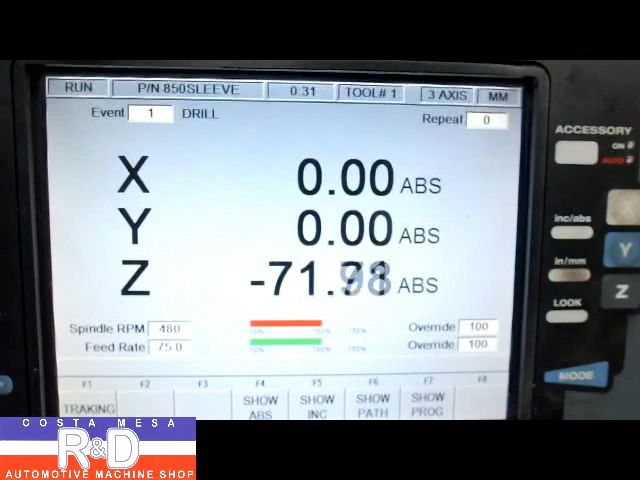 RUN P/N 850SLEEVE 0:31 TOOL# 1 3 AXIS MM
Event 1 DRILL Repeat 0
ACCESSORY
ON
AUTO
X 0.00 ABS
Y 0.00 ABS
Z ABS
inc/abs
in/mm
LOOK
MODE
Y
Z
Spindle RPM 480 Override 100
Feed Rate 75.0 Override 100
F1 F2 F3 F4 F5 F6 F7 F8
TRAKING SHOW ABS SHOW INC SHOW PATH SHOW PROG
COSTA MESA
R&D
AUTOMOTIVE MACHINE SHOP